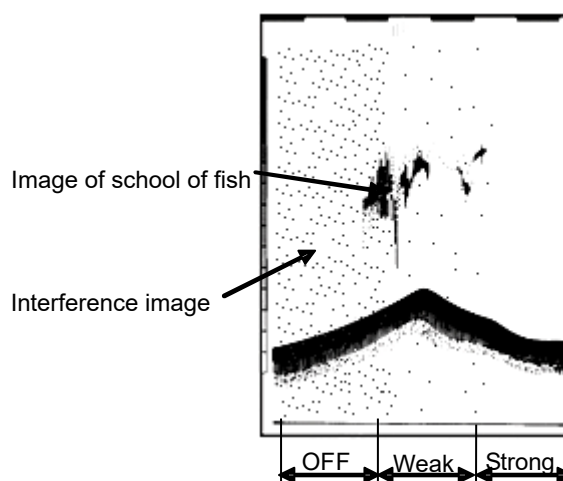 Image of school of fish
Interference image
OFF
Weak
Strong